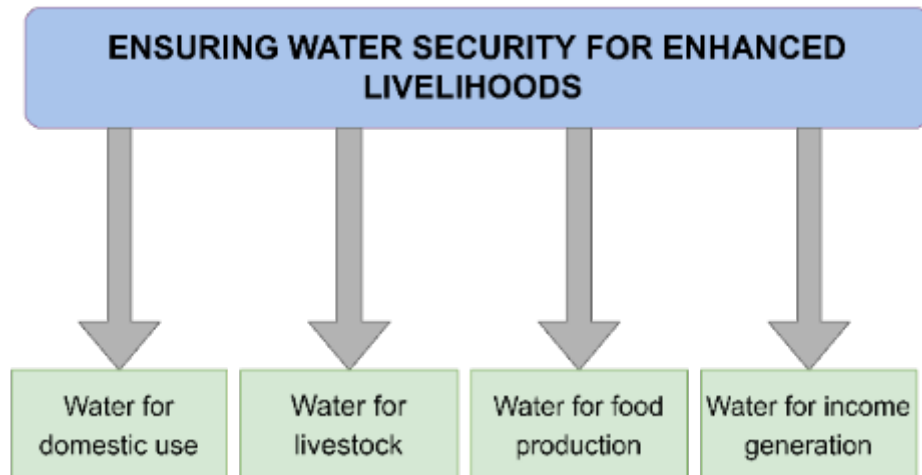 ENSURING WATER SECURITY FOR ENHANCED
LIVELIHOODS
Water for
domestic use
Water for
livestock
Water for food
production
Water for income
generation